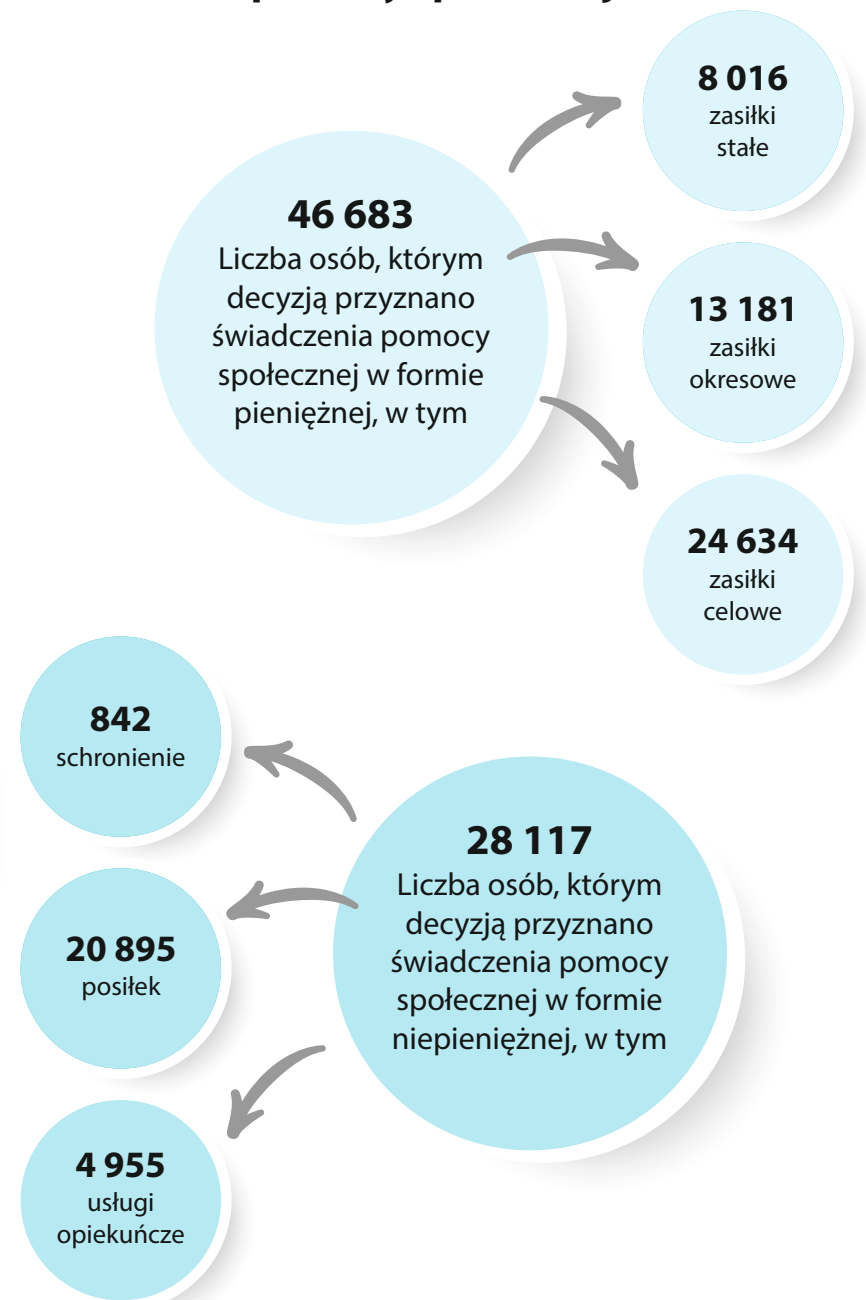 8 016
zasiłki
stałe
46 683
Liczba osób, którym
decyzją przyznano
świadczenia pomocy
społecznej w formie
pieniężnej, w tym
13 181
zasiłki
okresowe
24 634
zasiłki
celowe
842
schronienie
28 117
Liczba osób, którym
decyzją przyznano
świadczenia pomocy
społecznej w formie
niepieniężnej, w tym
20 895
posiłek
4 955
usługi
opiekuńcze